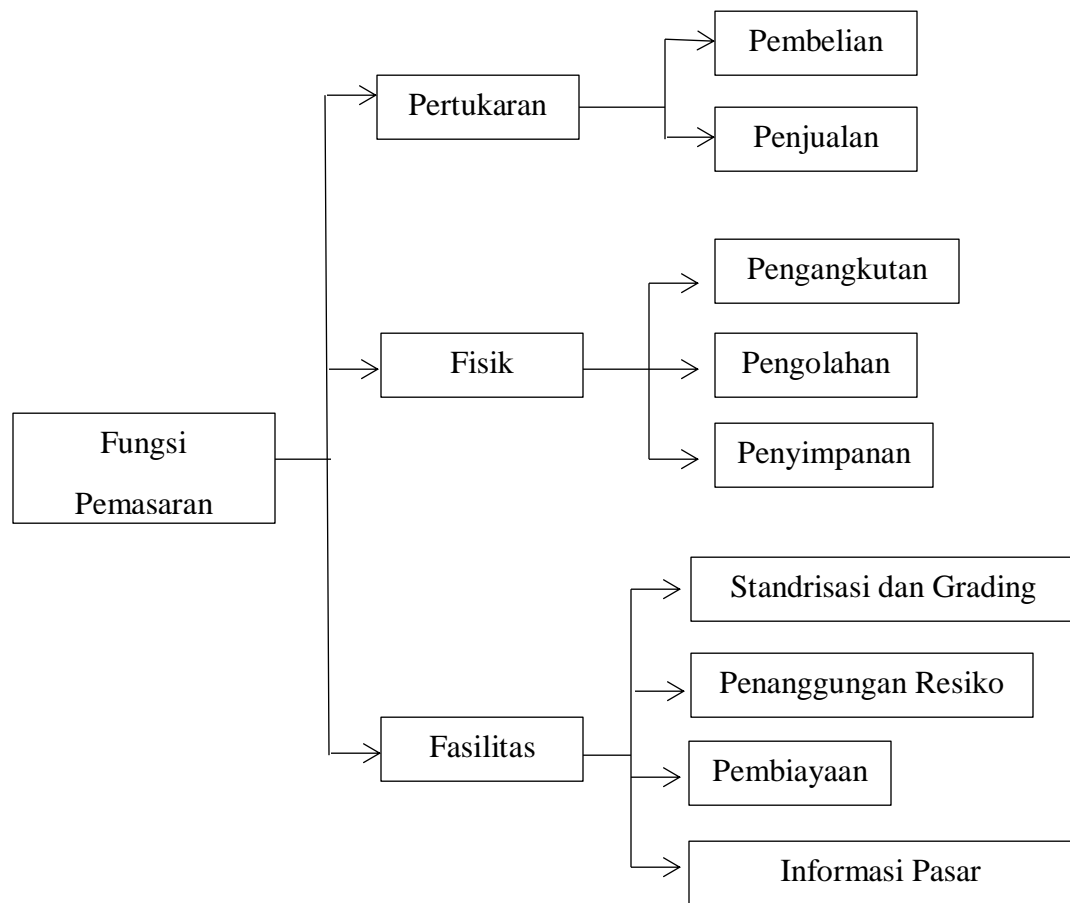 Fungsi
Pemasaran
Pertukaran
Pembelian
Penjualan
Fisik
Pengangkutan
Pengolahan
Penyimpanan
Fasilitas
Standrisasi dan Grading
Penanggungan Resiko
Pembiayaan
Informasi Pasar